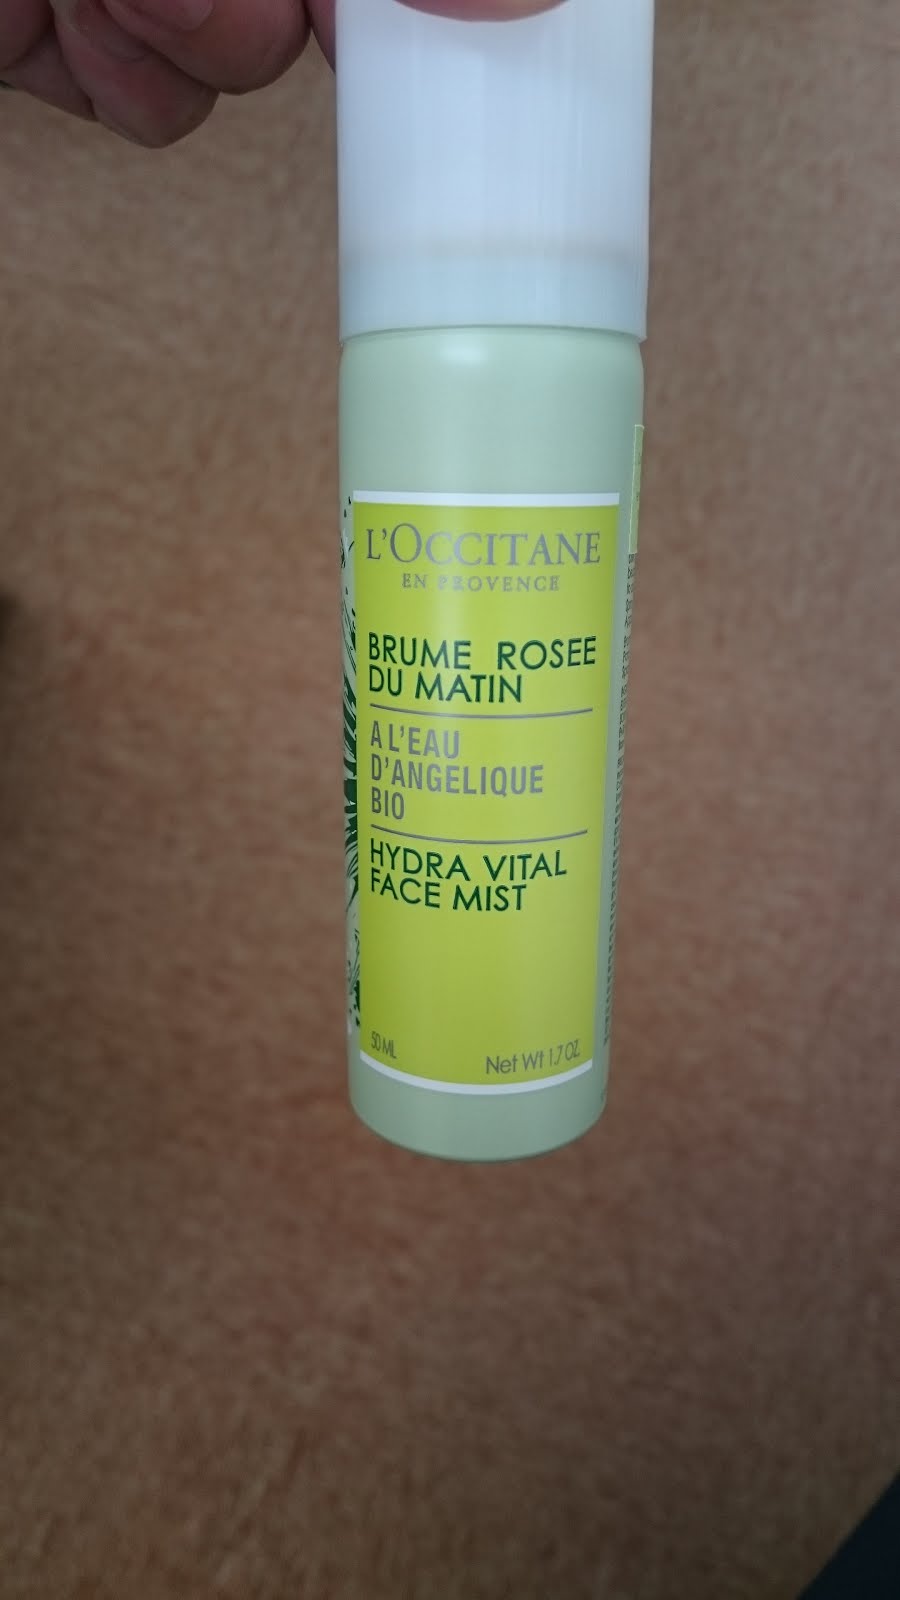 L'OCCITANE
EN PROVENCE
BRUME ROSEE
DU MATIN
A L'EAU
D'ANGELIQUE
BIO
HYDRA VITAL
FACE MIST
50 ML
Net Wt 1.7 OZ.